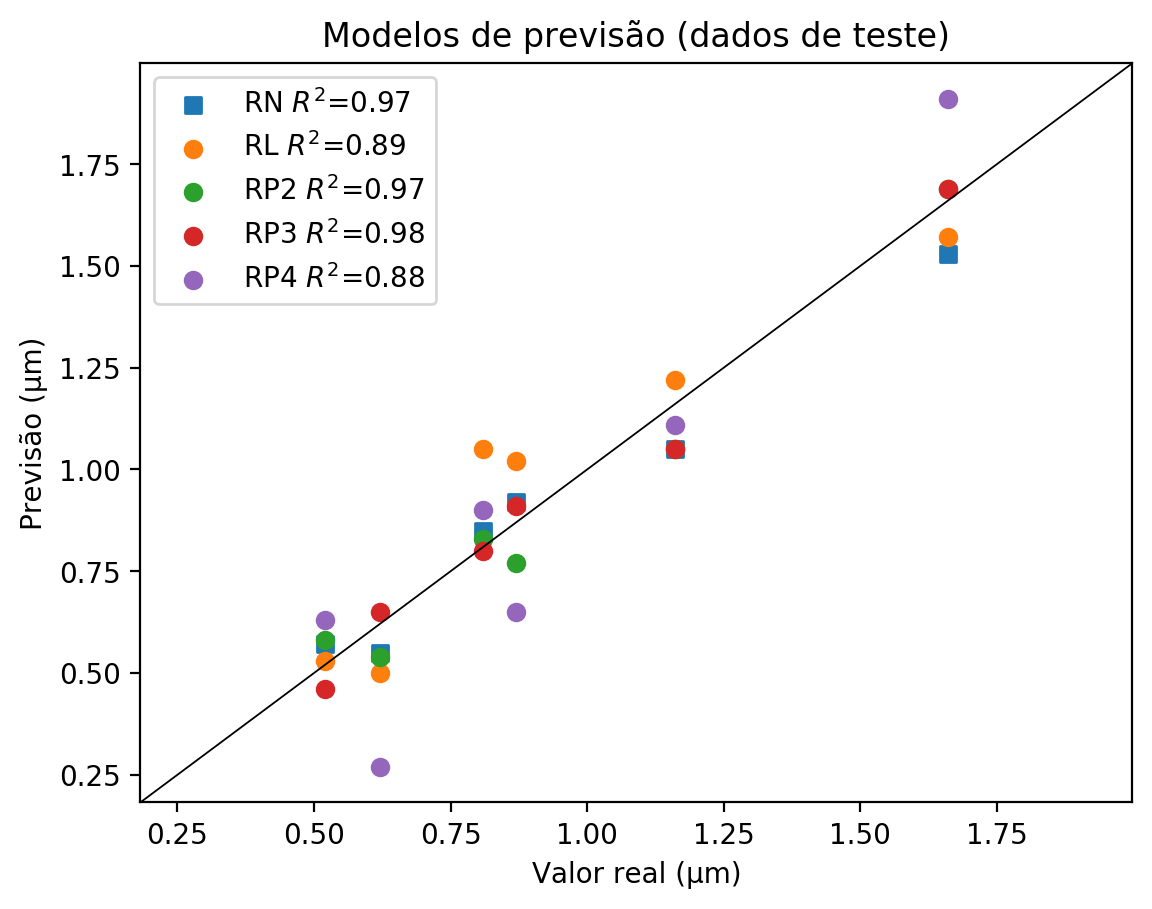 Modelos de previsão (dados de teste)
RN R²=0.97
RL R²=0.89
RP2 R²=0.97
RP3 R²=0.98
RP4 R²=0.88
Previsão (µm)
1.75
1.50
1.25
1.00
0.75
0.50
0.25
0.25 0.50 0.75 1.00 1.25 1.50 1.75
Valor real (µm)